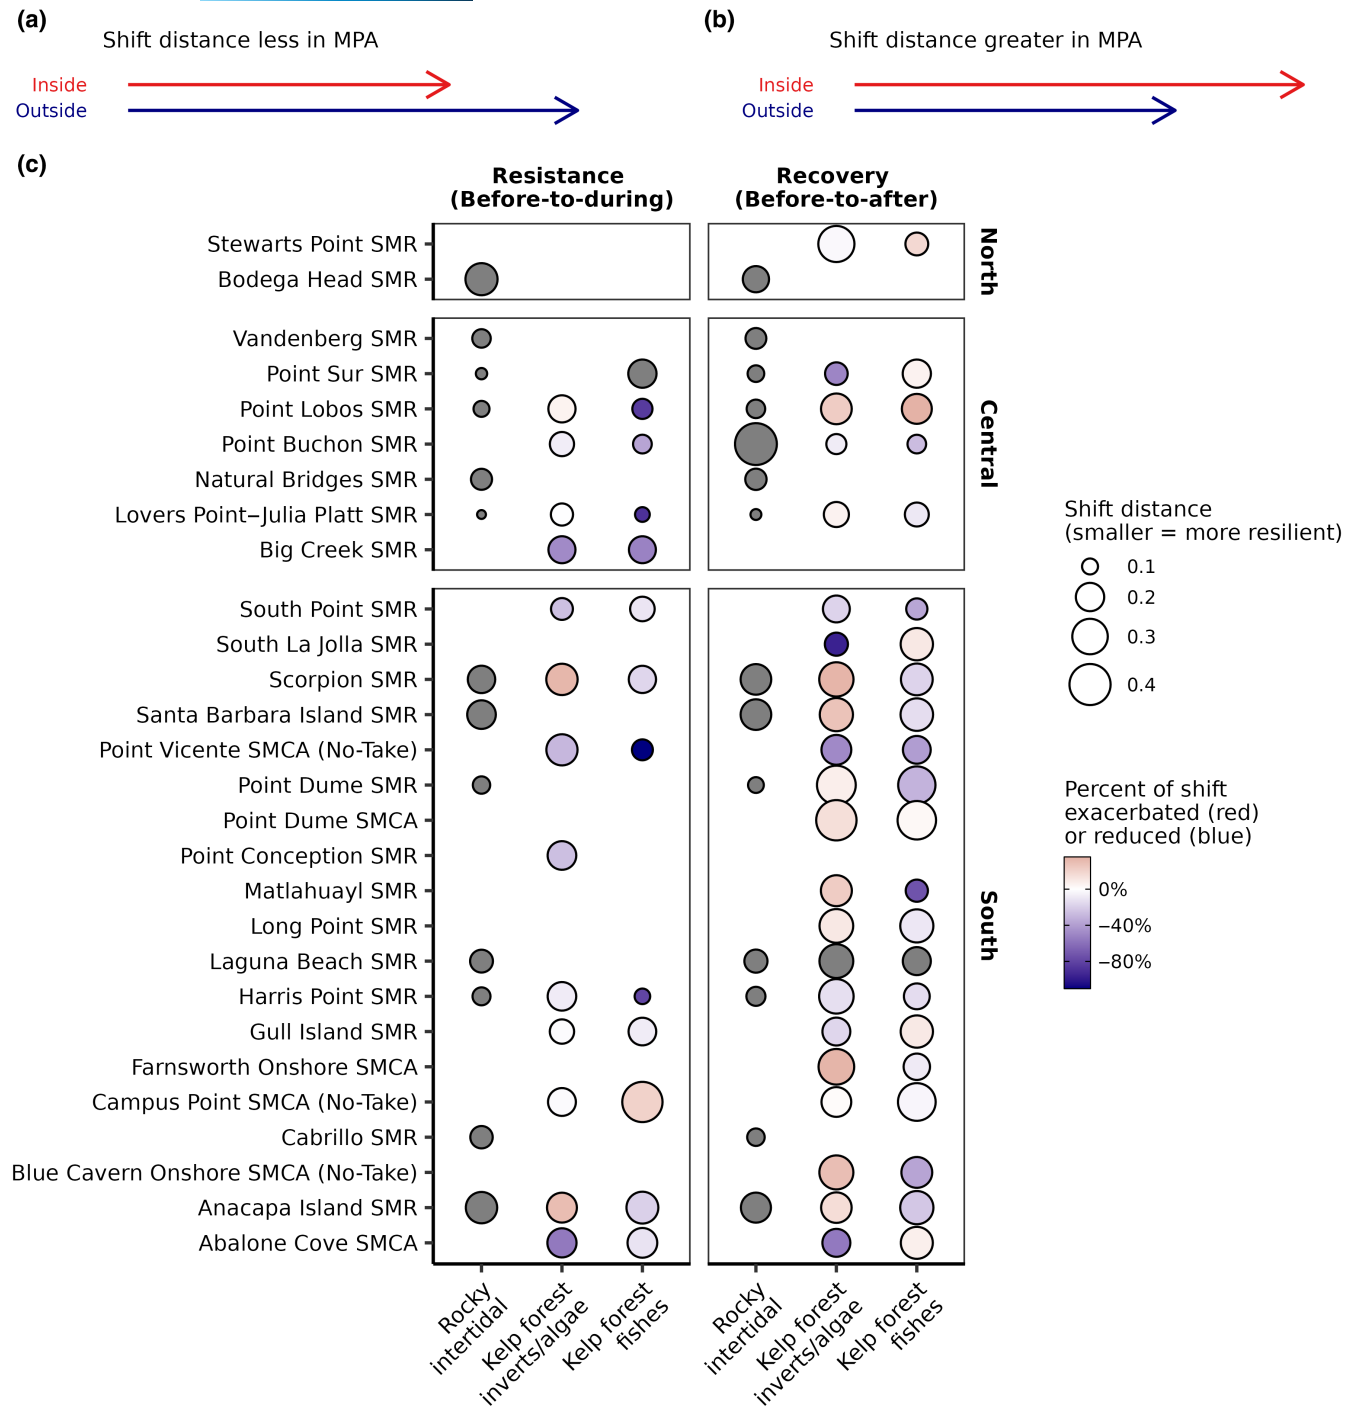 (a)
Shift distance less in MPA
Inside
Outside
(b)
Shift distance greater in MPA
Inside
Outside
(c)
Resistance
(Before-to-during)
Recovery
(Before-to-after)
Stewarts Point SMR
Bodega Head SMR
North
Vandenberg SMR
Point Sur SMR
Point Lobos SMR
Point Buchon SMR
Natural Bridges SMR
Lovers Point−Julia Platt SMR
Big Creek SMR
Central
South Point SMR
South La Jolla SMR
Scorpion SMR
Santa Barbara Island SMR
Point Vicente SMCA (No-Take)
Point Dume SMR
Point Dume SMCA
Point Conception SMR
Matlahuayl SMR
Long Point SMR
Laguna Beach SMR
Harris Point SMR
Gull Island SMR
Farnsworth Onshore SMCA
Campus Point SMCA (No-Take)
Cabrillo SMR
Blue Cavern Onshore SMCA (No-Take)
Anacapa Island SMR
Abalone Cove SMCA
South
Rocky
intertidal
Kelp forest
inverts/algae
Kelp forest
fishes
Rocky
intertidal
Kelp forest
inverts/algae
Kelp forest
fishes
Shift distance
(smaller = more resilient)
0.1
0.2
0.3
0.4
Percent of shift
exacerbated (red)
or reduced (blue)
0%
−40%
−80%